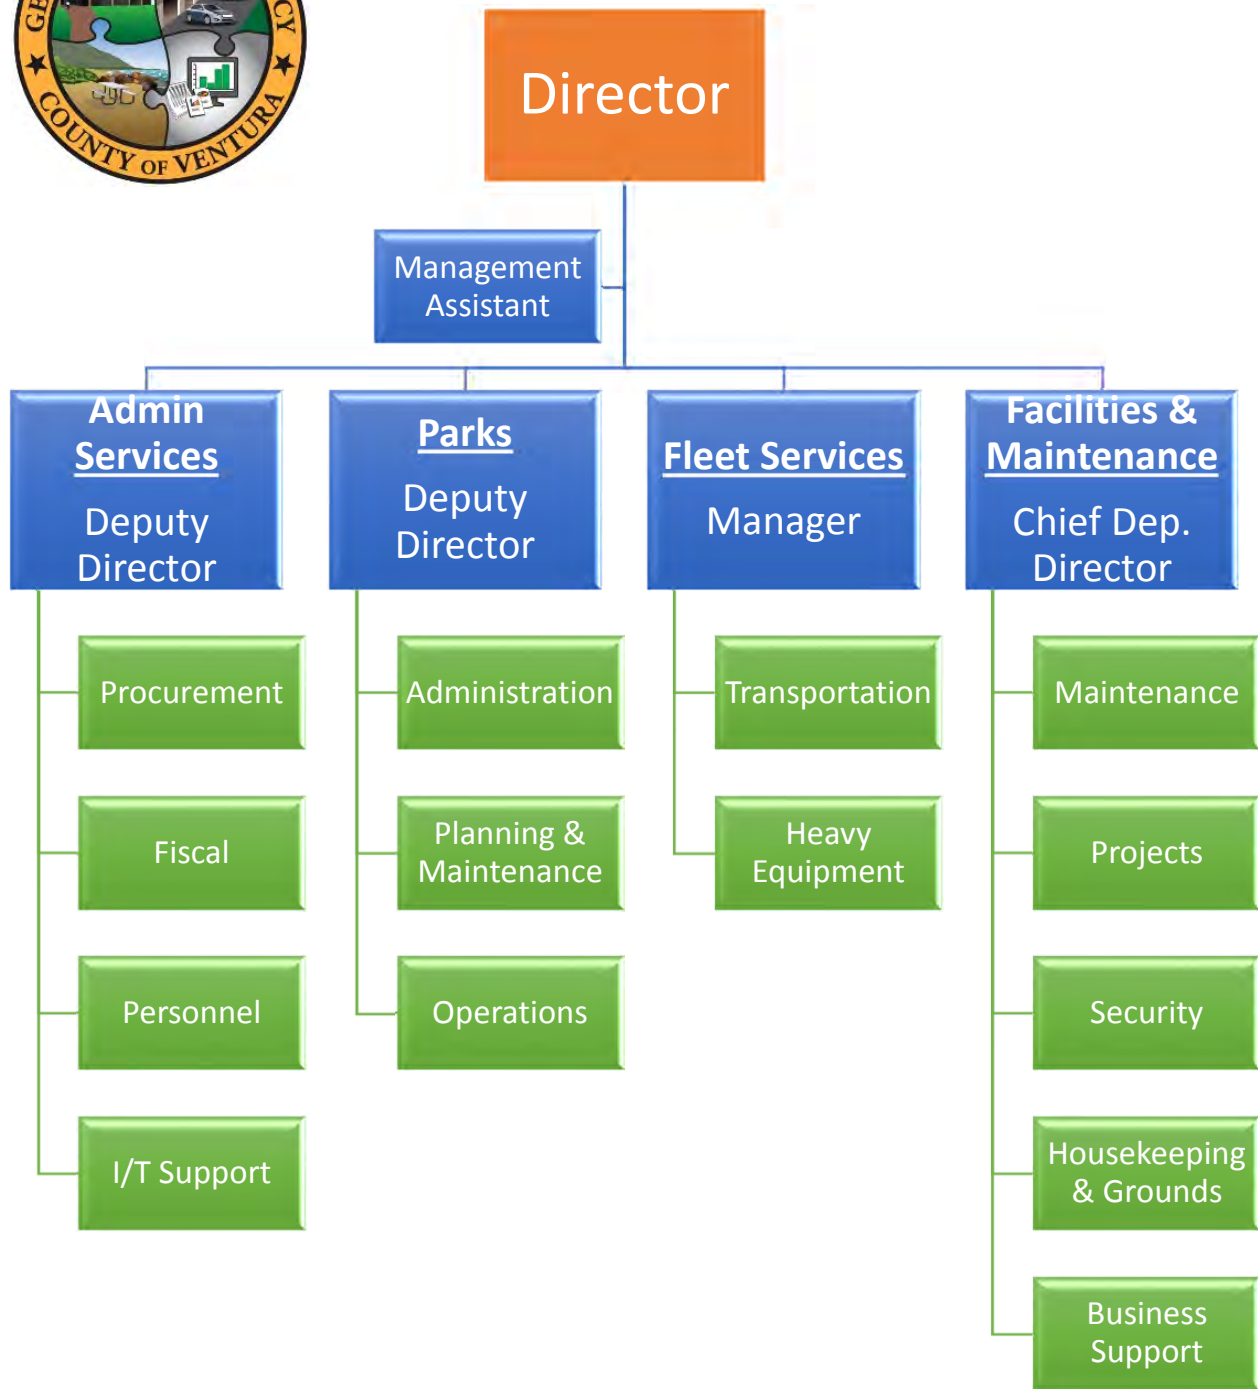 COUNTY OF VENTURA
Director
Management
Assistant
Admin
Services
Deputy
Director
Parks
Deputy
Director
Fleet Services
Manager
Facilities &
Maintenance
Chief Dep.
Director
Procurement
Fiscal
Personnel
I/T Support
Administration
Planning &
Maintenance
Operations
Transportation
Heavy
Equipment
Maintenance
Projects
Security
Housekeeping
& Grounds
Business
Support